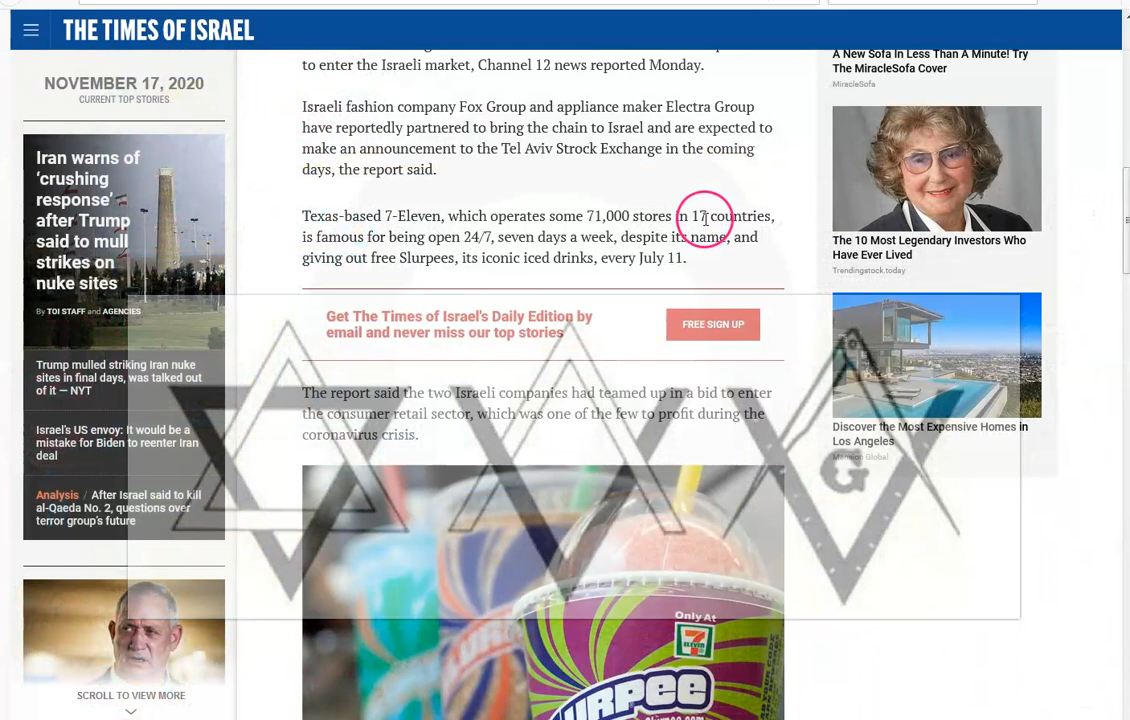 THE TIMES OF ISRAEL
NOVEMBER 17, 2020
CURRENT TOP STORIES
Iran warns of
‘crushing
response’
after Trump
said to mull
strikes on
nuke sites
By TOI STAFF and AGENCIES
Trump mulled striking Iran nuke
sites in final days, was talked out
of it — NYT
Israel's US envoy: It would be a
mistake for Biden to reenter Iran
deal
Analysis / After Israel said to kill
al-Qaeda No. 2, questions over
terror group's future
SCROLL TO VIEW MORE
to enter the Israeli market, Channel 12 news reported Monday.
Israeli fashion company Fox Group and appliance maker Electra Group
have reportedly partnered to bring the chain to Israel and are expected to
make an announcement to the Tel Aviv Strock Exchange in the coming
days, the report said.
Texas-based 7-Eleven, which operates some 71,000 stores in 17 countries,
is famous for being open 24/7, seven days a week, despite its name, and
giving out free Slurpees, its iconic iced drinks, every July 11.
Get The Times of Israel's Daily Edition by
email and never miss our top stories
FREE SIGN UP
The report said the two Israeli companies had teamed up in a bid to enter
the consumer retail sector, which was one of the few to profit during the
coronavirus crisis.
Only At
7
URPEE
A New Sofa In Less Than A Minute! Try
The MiracleSofa Cover
MiracleSofa
The 10 Most Legendary Investors Who
Have Ever Lived
Trendingstock.today
Discover the Most Expensive Homes in
Los Angeles
Mansion Global
G